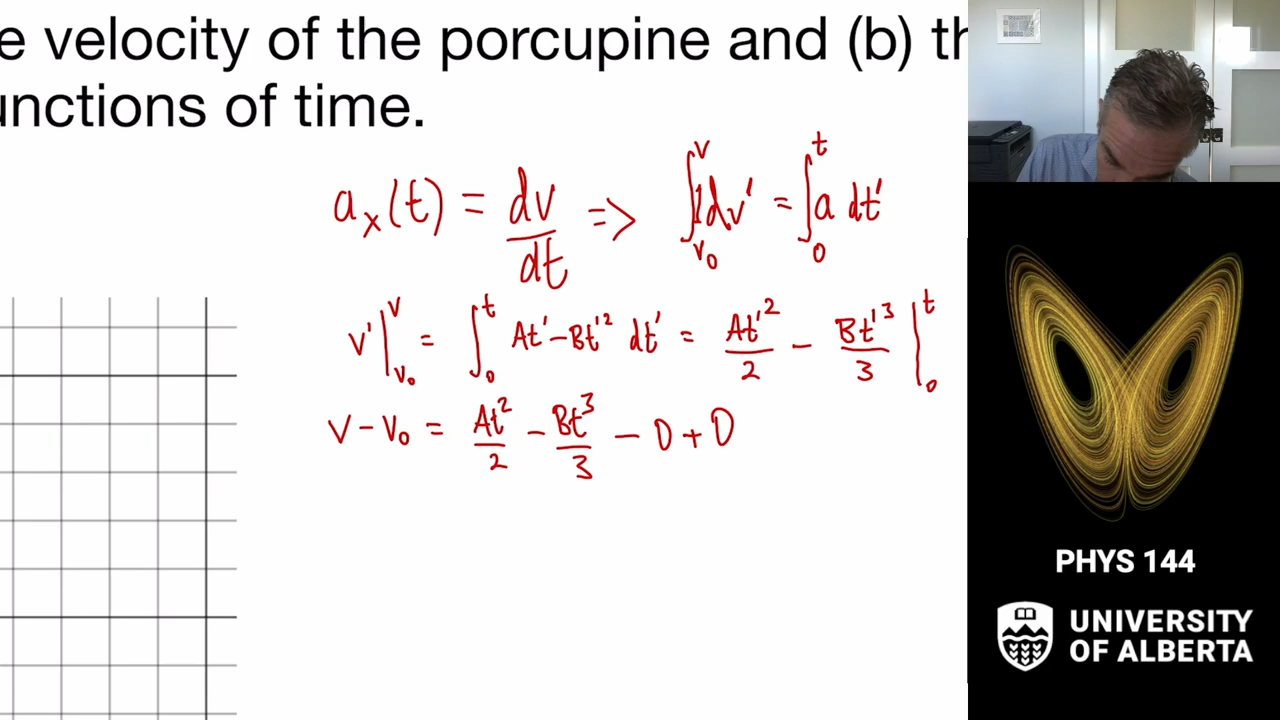 e velocity of the porcupine and (b) th
unctions of time.
aₓ(t) = dv/dt => ∫_{v₀}^{v} 1dv' = ∫_{0}^{t} a dt'
v'|_{v₀}^{v} = ∫_{0}^{t} At' - Bt'² dt' = At'²/2 - Bt'³/3 |_{0}^{t}
v - v₀ = At²/2 - Bt³/3 - 0 + 0
PHYS 144
UNIVERSITY
OF ALBERTA